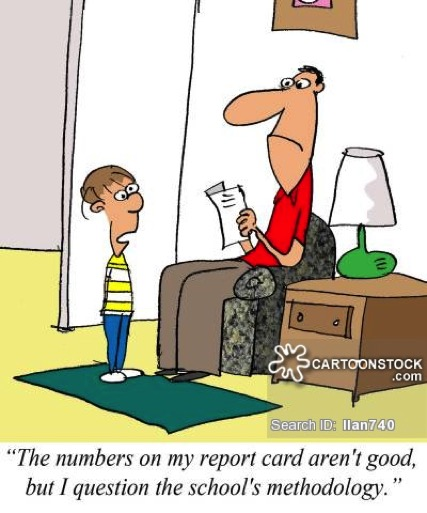 CARTOONSTOCK
.com
Search ID: llan740
“The numbers on my report card aren't good,
but I question the school's methodology.”